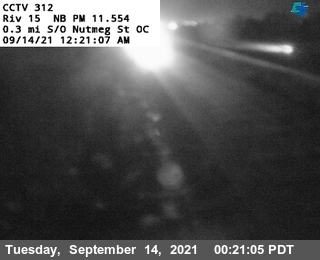 CCTV 312
Riv 15 NB PM 11.554
0.3 mi S/O Nutmeg St OC
09/14/21 12:21:07 AM
Tuesday, September 14, 2021 00:21:05 PDT